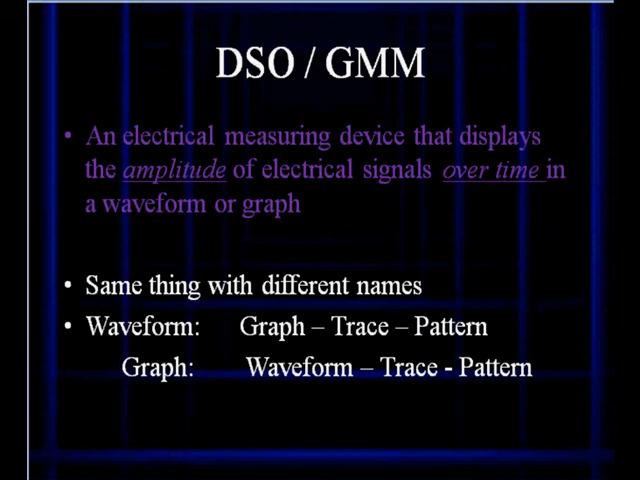 DSO / GMM
• An electrical measuring device that displays
the amplitude of electrical signals over time in
a waveform or graph
• Same thing with different names
• Waveform: Graph – Trace – Pattern
Graph: Waveform – Trace - Pattern